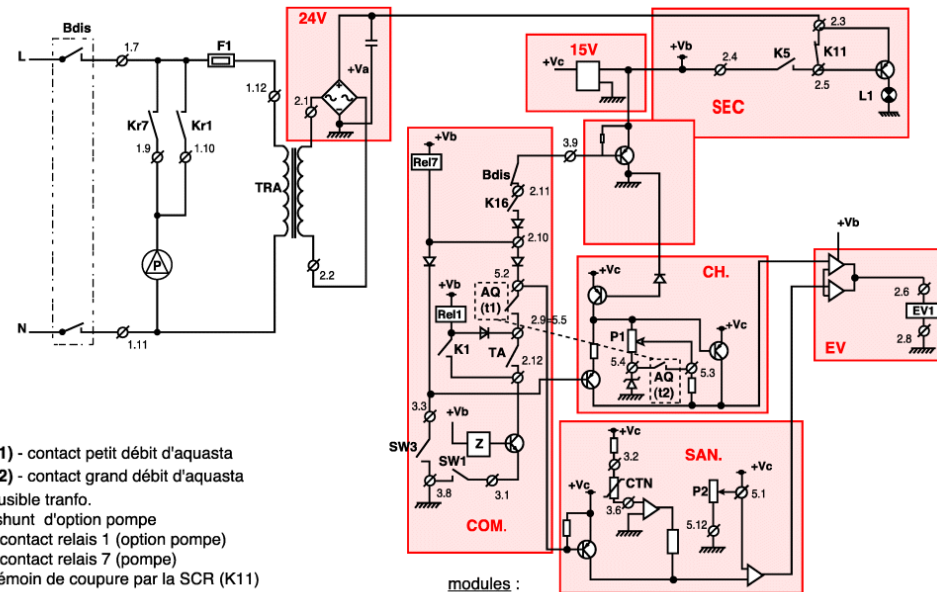 24V
Bdis
L
1.7
F1
1.12
+Va
2.1
15V
+Vc
+Vb
2.4
K5
2.3
K11
2.5
L1
SEC
Kr7
Kr1
1.9
1.10
TRA
P
2.2
N
1.11
+Vb
Rel7
Bdis
3.9
2.11
K16
2.10
5.2
AQ
(t1)
+Vb
Rel1
2.9=5.5
K1
TA
2.12
3.3
+Vb
SW3
Z
SW1
3.8
3.1
COM.
+Vc
CH.
P1
+Vc
5.4
AQ
(t2)
5.3
+Vb
2.6
EV1
2.8
EV
+Vc
SAN.
3.2
+Vc
CTN
3.6
+Vc
P2
5.1
5.12
1) - contact petit débit d'aquasta
2) - contact grand débit d'aquasta
usible tranfo.
shunt d'option pompe
contact relais 1 (option pompe)
contact relais 7 (pompe)
émoin de coupure par la SCR (K11)
modules :